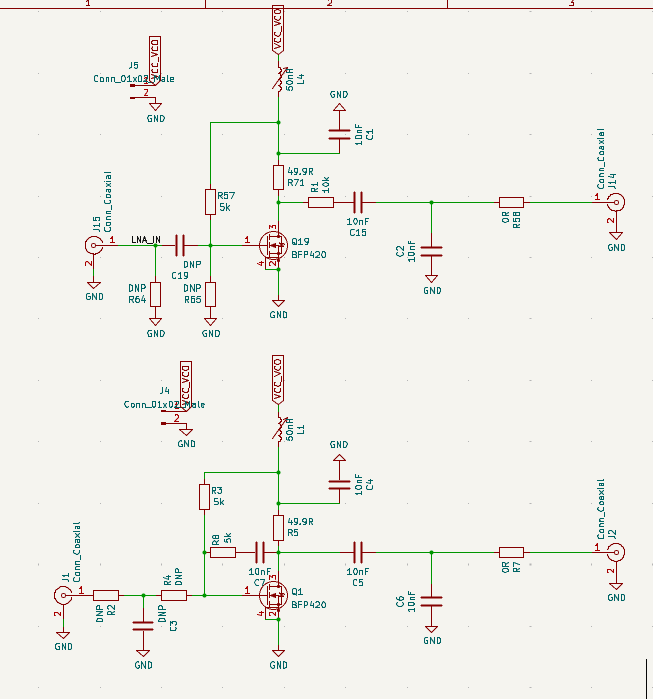 1
2
3
VCC_VCO
J5
VCC_VCO
Conn_01x02_Male
1
2
GND
60nH
L4
GND
10nF
C1
49.9R
R71
R1
10k
R57
5k
J15
Conn_Coaxial
1
2
GND
LNA_IN
DNP
C19
DNP
R64
GND
DNP
R65
GND
1
3
4
2
Q19
BFP420
GND
10nF
C15
C2
10nF
GND
0R
R58
Conn_Coaxial
J14
1
2
GND
J4
VCC_VCO
Conn_01x02_Male
1
2
GND
VCC_VCO
60nH
L1
GND
10nF
C4
R3
5k
49.9R
R5
R8
5k
10nF
C7
10nF
C5
J1
Conn_Coaxial
1
2
GND
DNP
R2
DNP
C3
GND
R4
DNP
1
3
4
2
Q1
BFP420
GND
C6
10nF
GND
0R
R7
Conn_Coaxial
J2
1
2
GND